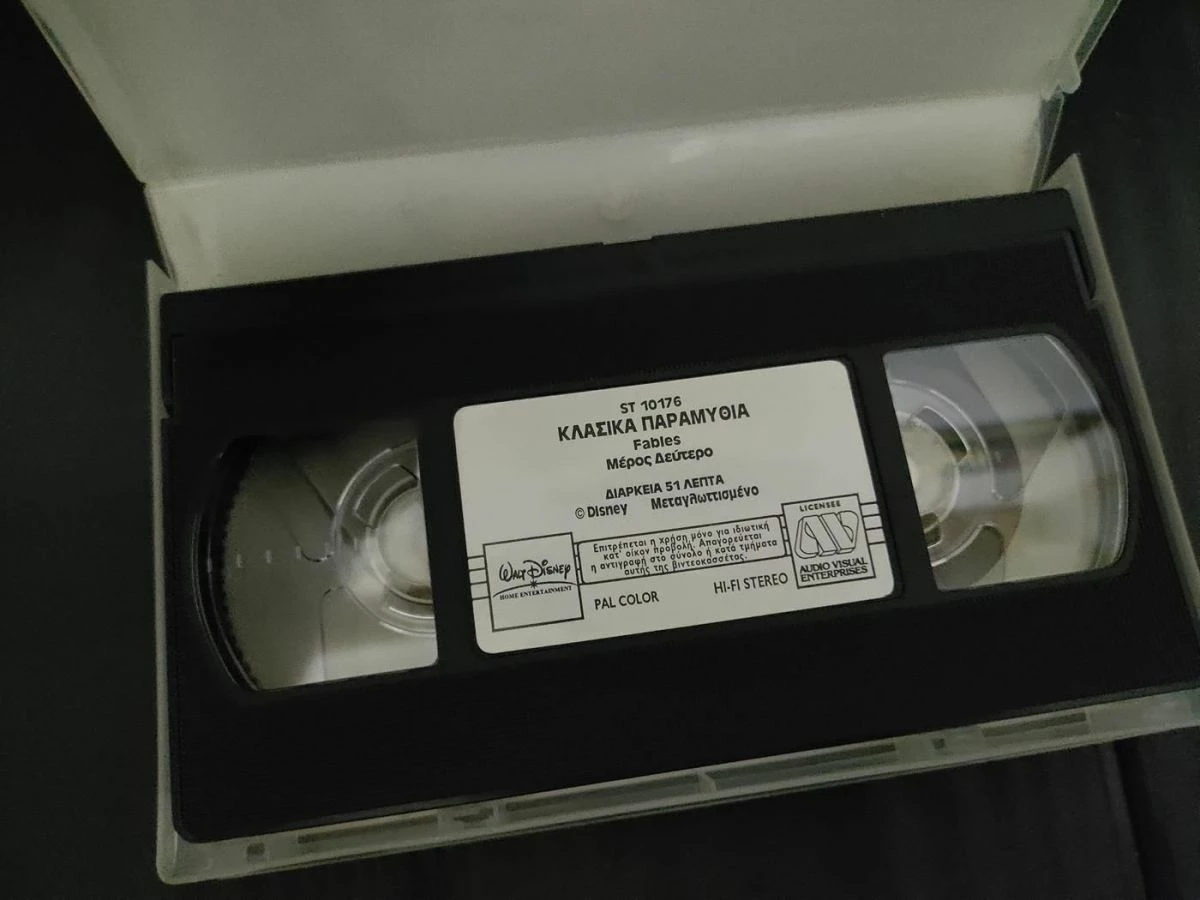 ST 10176
ΚΛΑΣΙΚΑ ΠΑΡΑΜΥΘΙΑ
Fables
Μέρος Δεύτερο
ΔΙΑΡΚΕΙΑ 51 ΛΕΠΤΑ
© Disney Μεταγλωττισμένο
Επιτρέπεται η χρήση μόνο για ιδιωτική
κατ' οίκον προβολή. Απαγορεύεται
η αντιγραφή στο σύνολο ή κατά τμήματα
αυτής της βιντεοκασσέτας.
WALT DISNEY
HOME ENTERTAINMENT
PAL COLOR
HI-FI STEREO
LICENSEE
AUDIO VISUAL
ENTERPRISES